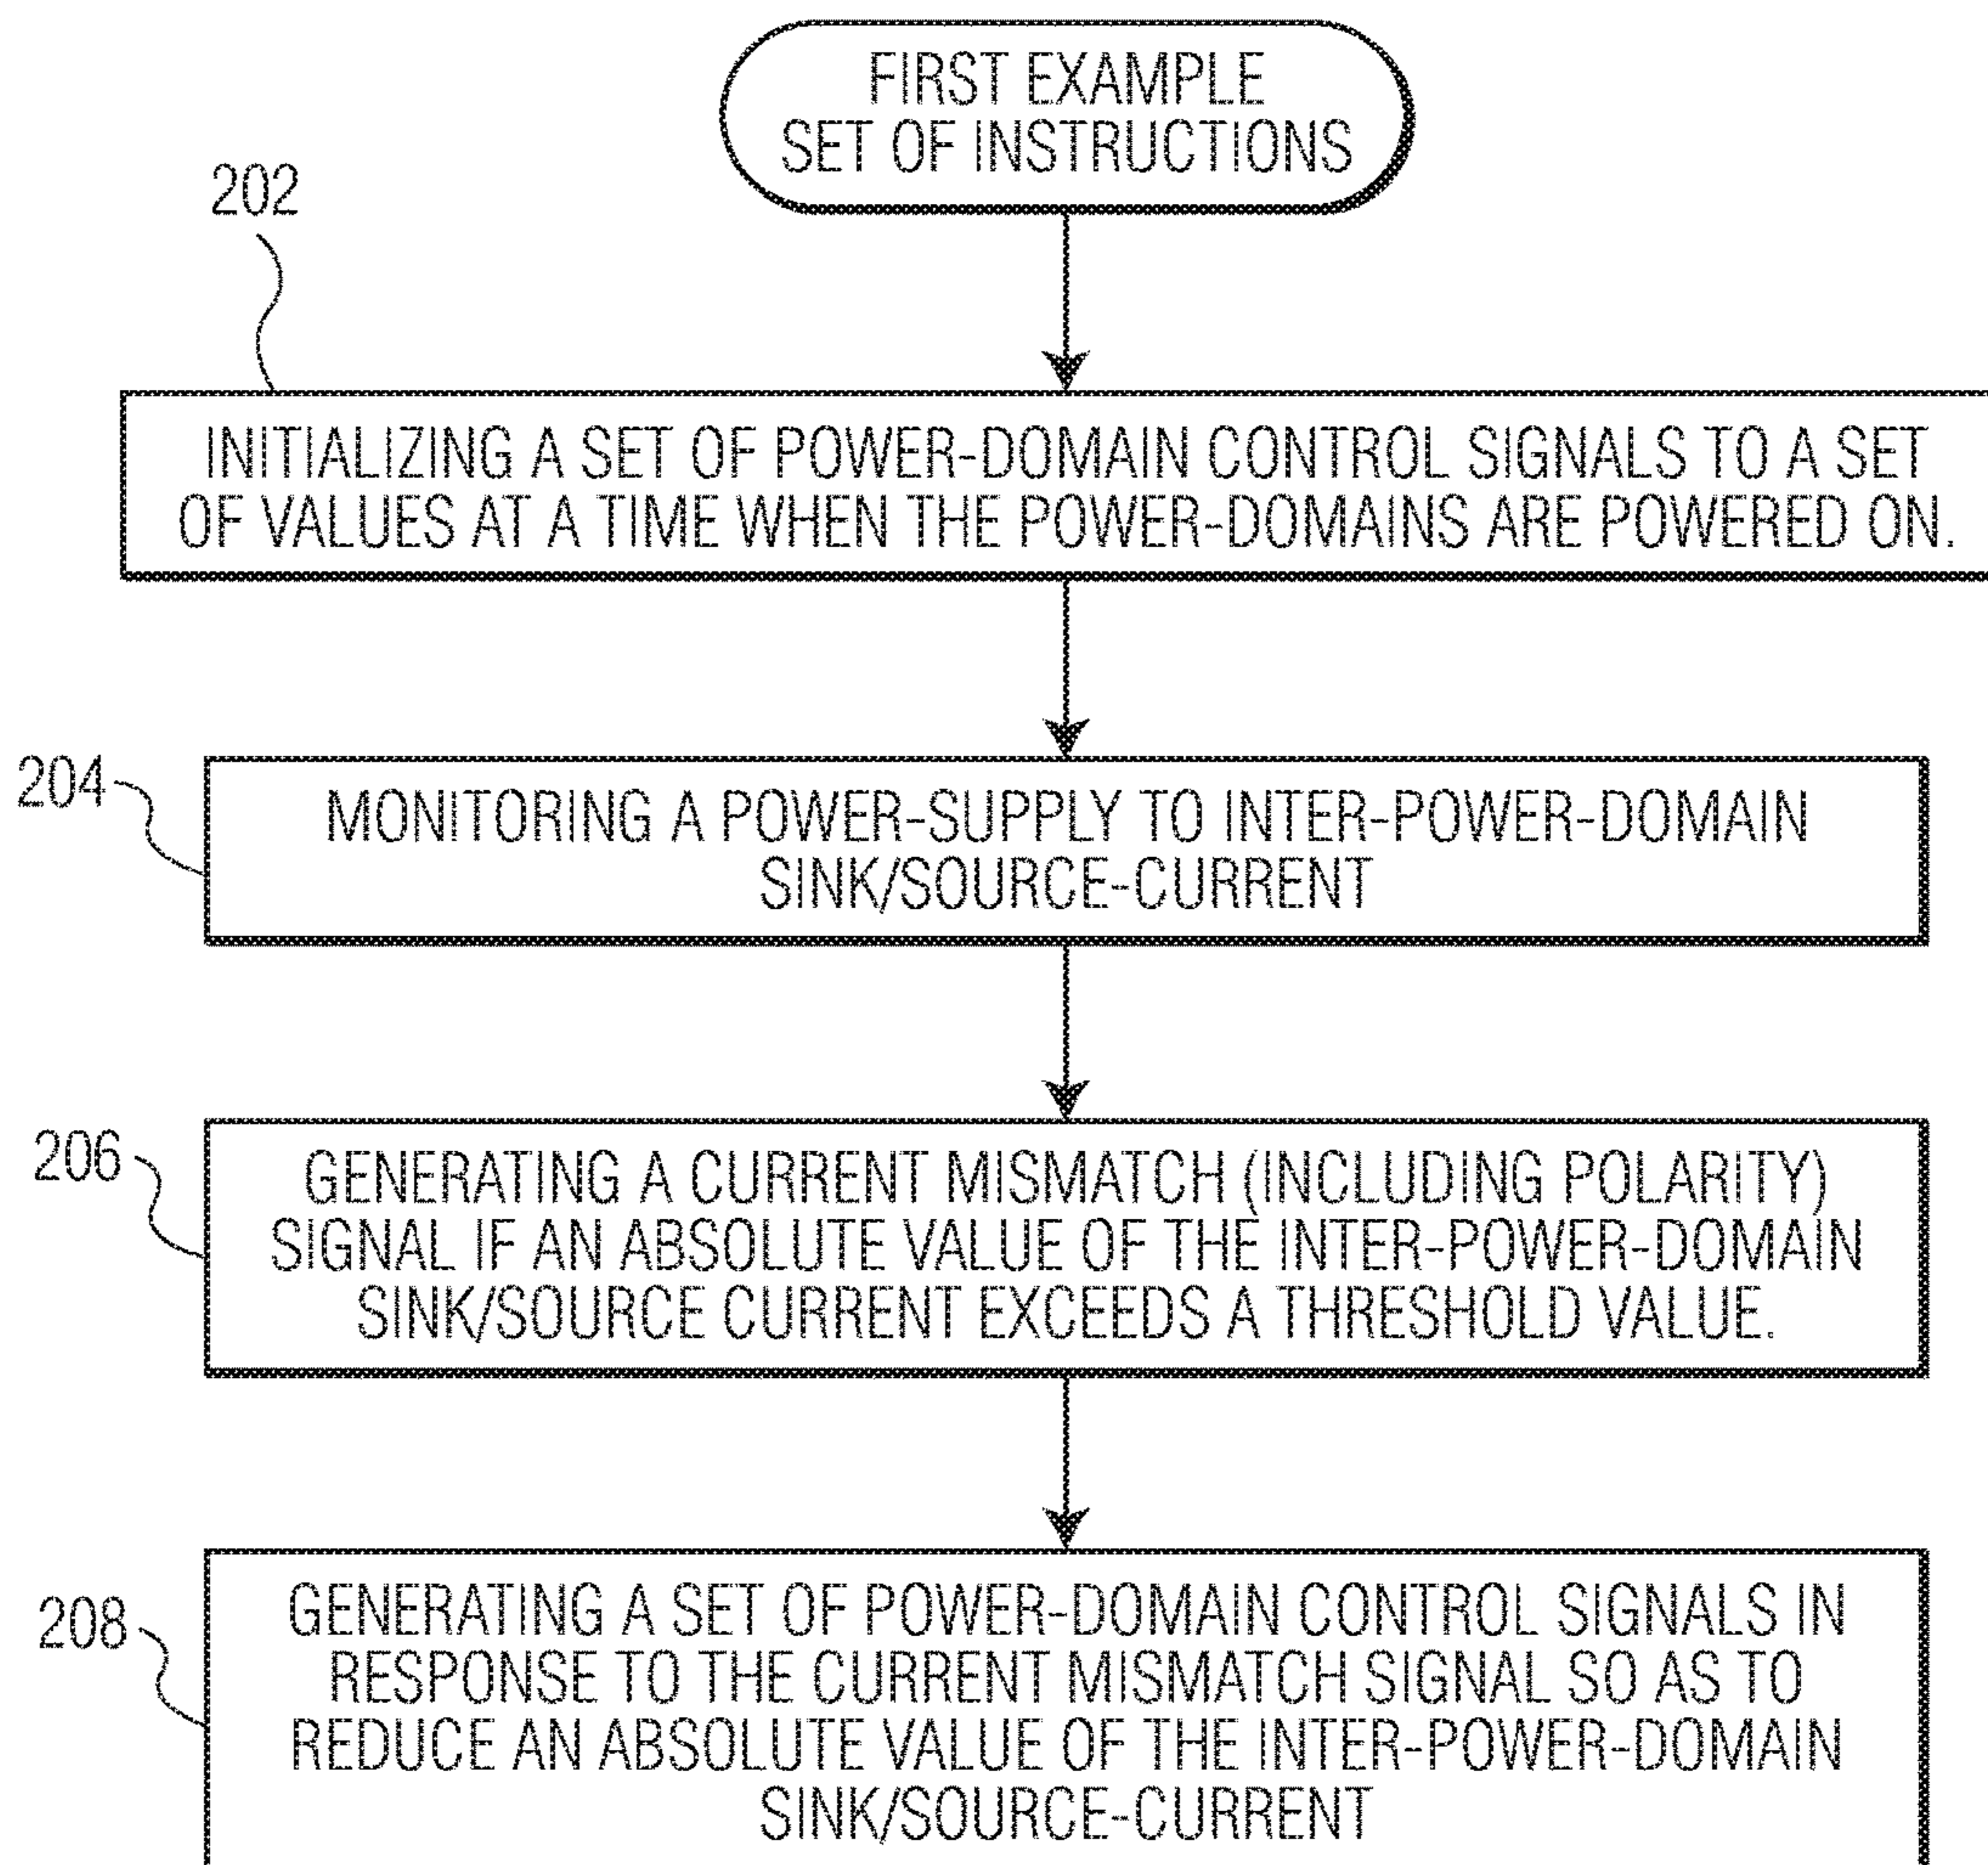 FIRST EXAMPLE
SET OF INSTRUCTIONS
202
INITIALIZING A SET OF POWER-DOMAIN CONTROL SIGNALS TO A SET
OF VALUES AT A TIME WHEN THE POWER-DOMAINS ARE POWERED ON.
204
MONITORING A POWER-SUPPLY TO INTER-POWER-DOMAIN
SINK/SOURCE-CURRENT
206
GENERATING A CURRENT MISMATCH (INCLUDING POLARITY)
SIGNAL IF AN ABSOLUTE VALUE OF THE INTER-POWER-DOMAIN
SINK/SOURCE CURRENT EXCEEDS A THRESHOLD VALUE.
208
GENERATING A SET OF POWER-DOMAIN CONTROL SIGNALS IN
RESPONSE TO THE CURRENT MISMATCH SIGNAL SO AS TO
REDUCE AN ABSOLUTE VALUE OF THE INTER-POWER-DOMAIN
SINK/SOURCE-CURRENT